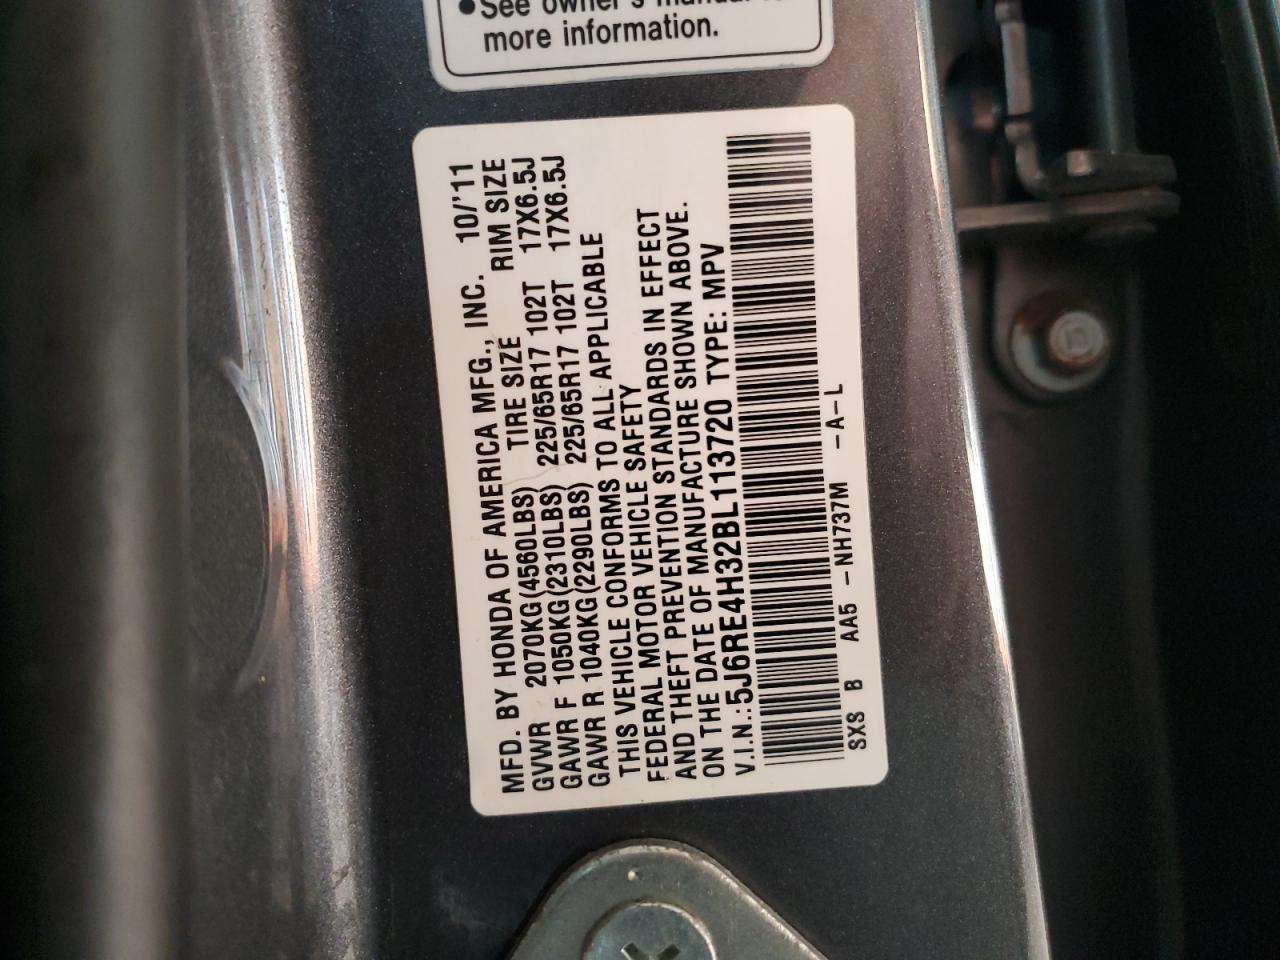 ●See owner's manual
more information.
MFD. BY HONDA OF AMERICA MFG., INC. 10/'11
GVWR 2070KG(4560LBS) TIRE SIZE RIM SIZE
GAWR F 1050KG(2310LBS) 225/65R17 102T 17X6.5J
GAWR R 1040KG(2290LBS) 225/65R17 102T 17X6.5J
THIS VEHICLE CONFORMS TO ALL APPLICABLE
FEDERAL MOTOR VEHICLE SAFETY
AND THEFT PREVENTION STANDARDS IN EFFECT
ON THE DATE OF MANUFACTURE SHOWN ABOVE.
V.I.N.:5J6RE4H32BL113720 TYPE: MPV
SXS B AA5 -NH737M -A-L